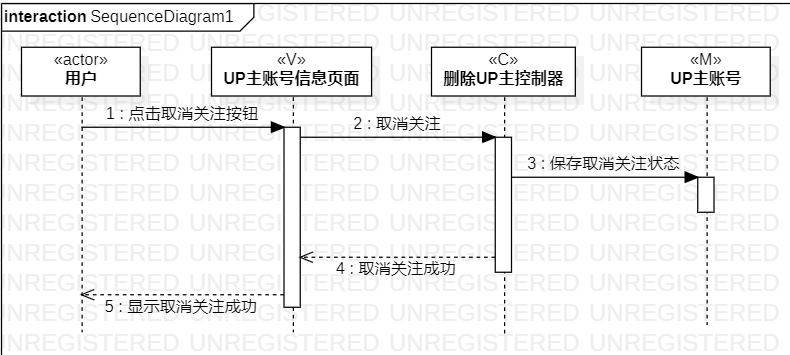 interaction SequenceDiagram1
UNREGISTERED UNREGISTERED UNREGISTERED UNREGISTERED
«actor»
用户
«V»
UP主账号信息页面
«C»
删除UP主控制器
«M»
UP主账号
1 : 点击取消关注按钮
2 : 取消关注
3 : 保存取消关注状态
4 : 取消关注成功
5 : 显示取消关注成功